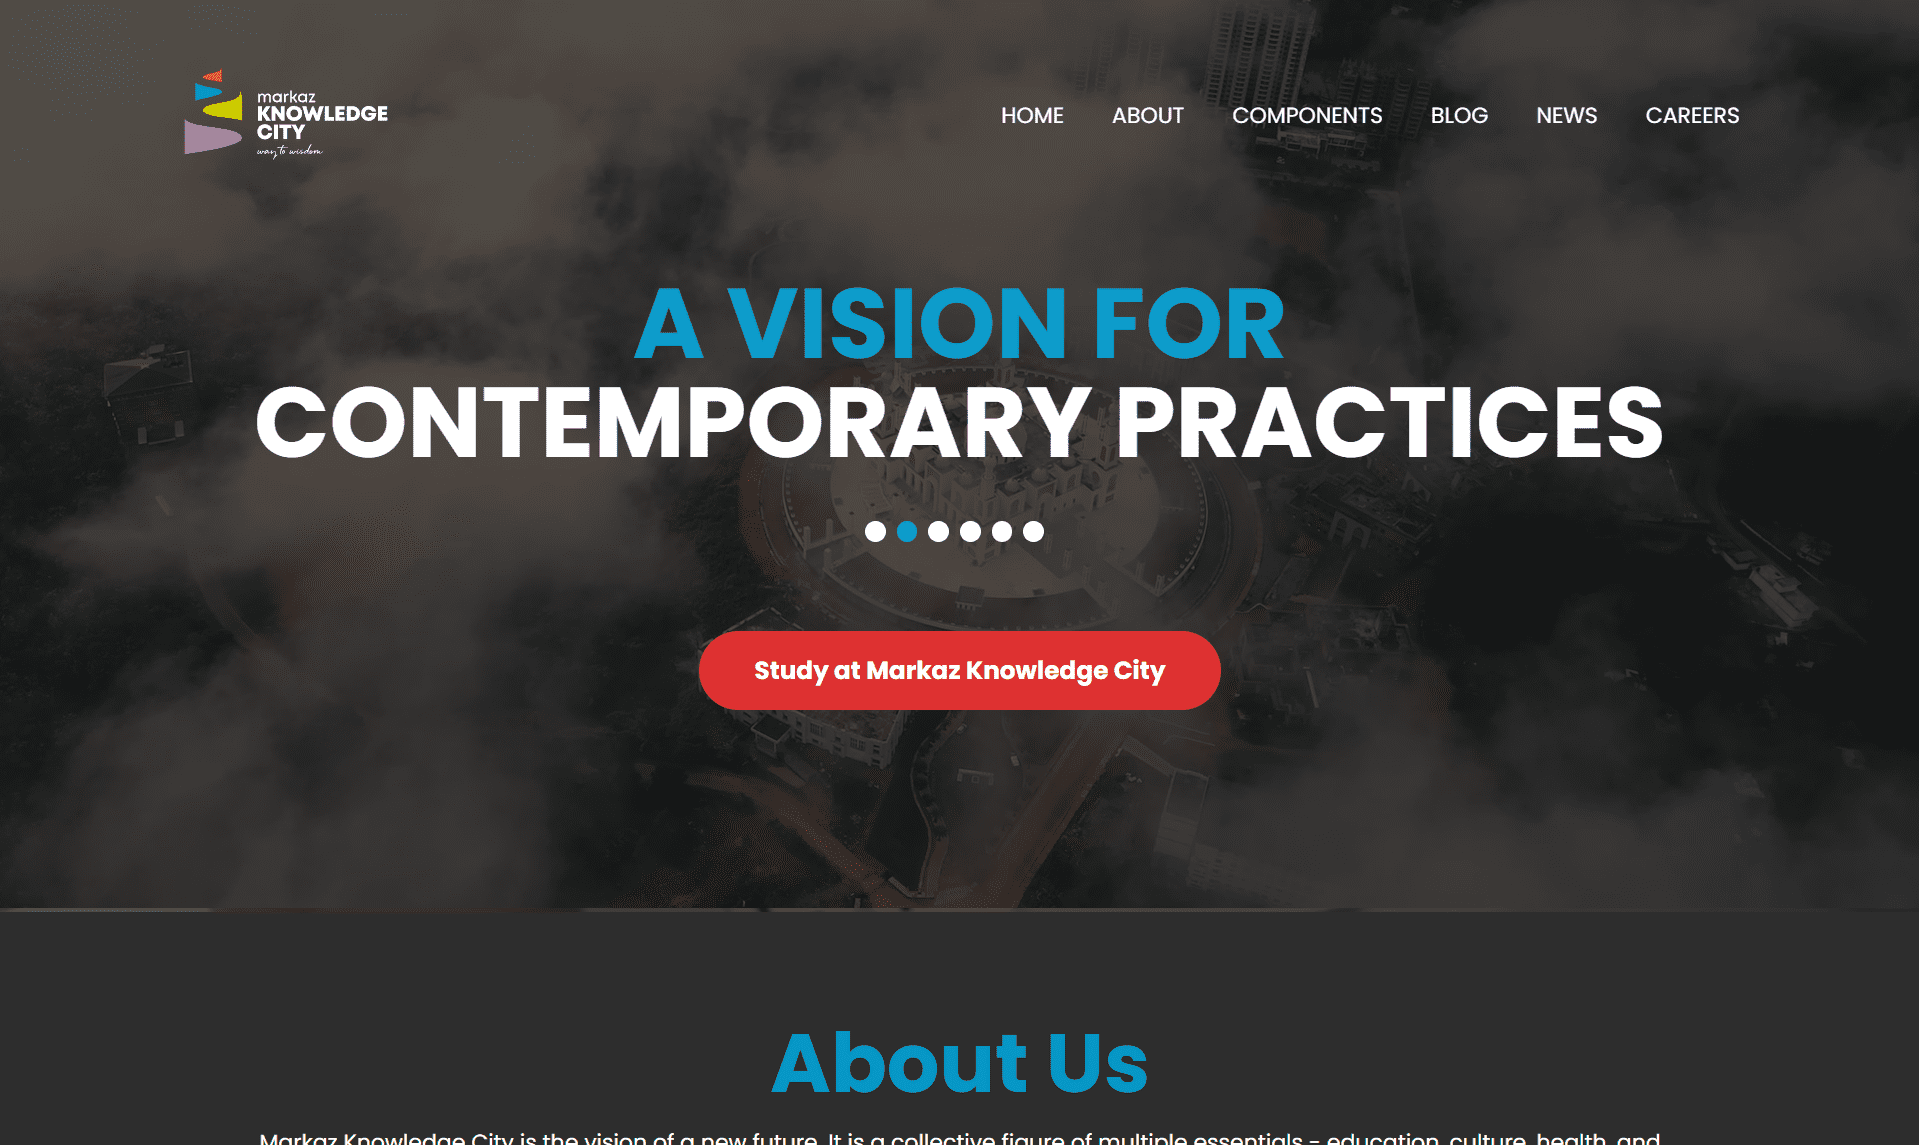 markaz
KNOWLEDGE
CITY
way to wisdom
HOME ABOUT COMPONENTS BLOG NEWS CAREERS
A VISION FOR
CONTEMPORARY PRACTICES
Study at Markaz Knowledge City
About Us
Markaz Knowledge City is the vision of a new future. It is a collective figure of multiple essentials - education, culture, health, and